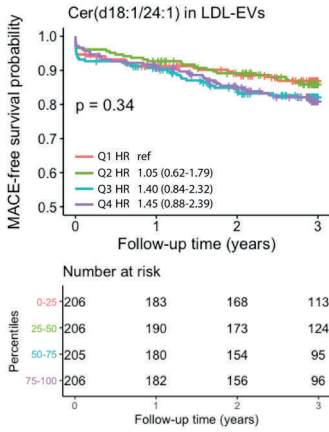 Cer(d18:1/24:1) in LDL-EVs
MACE-free survival probability
1.0
0.9
0.8
0.7
0.6
0.5
p = 0.34
Q1 HR ref
Q2 HR 1.05 (0.62-1.79)
Q3 HR 1.40 (0.84-2.32)
Q4 HR 1.45 (0.88-2.39)
0 1 2 3
Follow-up time (years)
Number at risk
Percentiles
0-25 206 183 168 113
25-50 206 190 173 124
50-75 205 180 154 95
75-100 206 182 156 96
0 1 2 3
Follow-up time (years)